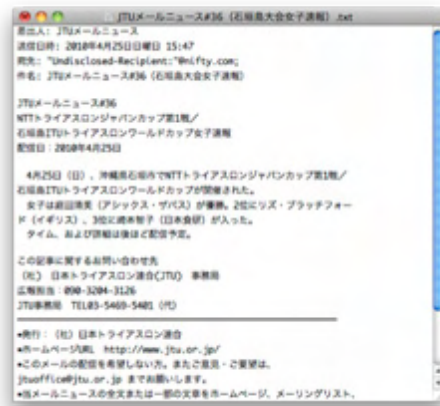 JTUメールニュース#36（石垣島大会女子速報）.txt
差出人: JTUメールニュース
送信日時: 2010年4月25日日曜日 15:47
宛先: "Undisclosed-Recipient:"@nifty.com;
件名: JTUメールニュース#36（石垣島大会女子速報）
JTUメールニュース#36
NTTトライアスロンジャパンカップ第1戦／
石垣島ITUトライアスロンワールドカップ女子速報
配信日：2010年4月25日
4月25日（日）、沖縄県石垣市でNTTトライアスロンジャパンカップ第1戦／
石垣島ITUトライアスロンワールドカップが開催された。
女子は庭田清美（アシックス・ザバス）が優勝。2位にリズ・ブラッチフォー
ド（イギリス）、3位に崎本智子（日本食研）が入った。
タイム、および詳細は後ほど配信予定。
この記事に関するお問い合わせ先
（社）日本トライアスロン連合(JTU) 事務局
広報担当：090-3204-3126
JTU事務局 TEL03-5469-5401（代）
◆発行：（社）日本トライアスロン連合
◆ホームページURL http://www.jtu.or.jp/
◆このメールの配信を希望しない方。またご意見・ご要望は、
jtuoffice@jtu.or.jp までお願いします。
◆当メールニュースの全文または一部の文章をホームページ、メーリングリスト、